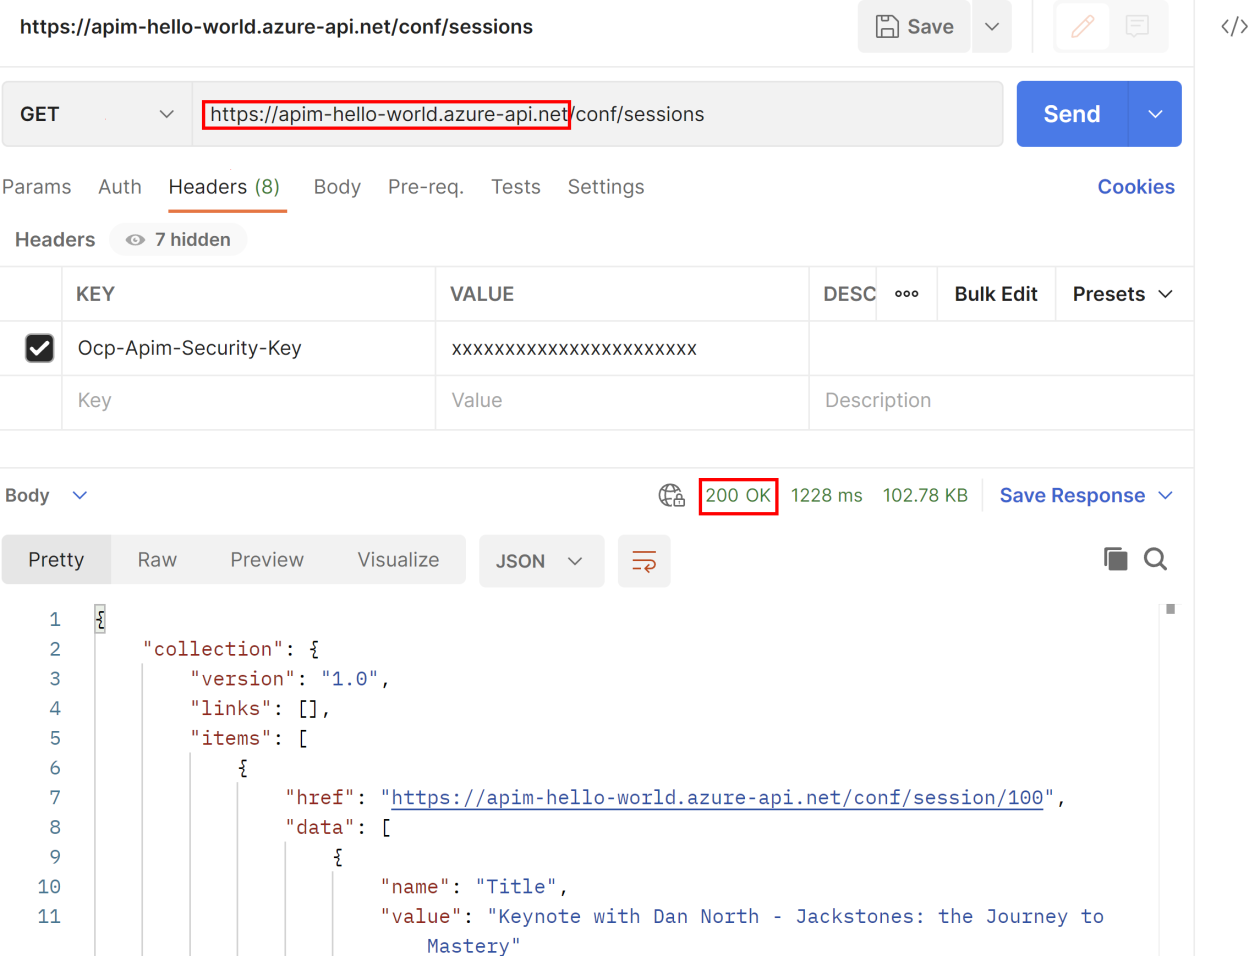 https://apim-hello-world.azure-api.net/conf/sessions
Save
</>
GET
https://apim-hello-world.azure-api.net/conf/sessions
Send
Params Auth Headers (8) Body Pre-req. Tests Settings Cookies
Headers 7 hidden
KEY VALUE DESC ooo Bulk Edit Presets
Ocp-Apim-Security-Key xxxxxxxxxxxxxxxxxxxxxxx
Key Value Description
Body 200 OK 1228 ms 102.78 KB Save Response
Pretty Raw Preview Visualize JSON
1 {
2 "collection": {
3 "version": "1.0",
4 "links": [],
5 "items": [
6 {
7 "href": "https://apim-hello-world.azure-api.net/conf/session/100",
8 "data": [
9 {
10 "name": "Title",
11 "value": "Keynote with Dan North - Jackstones: the Journey to
Mastery"